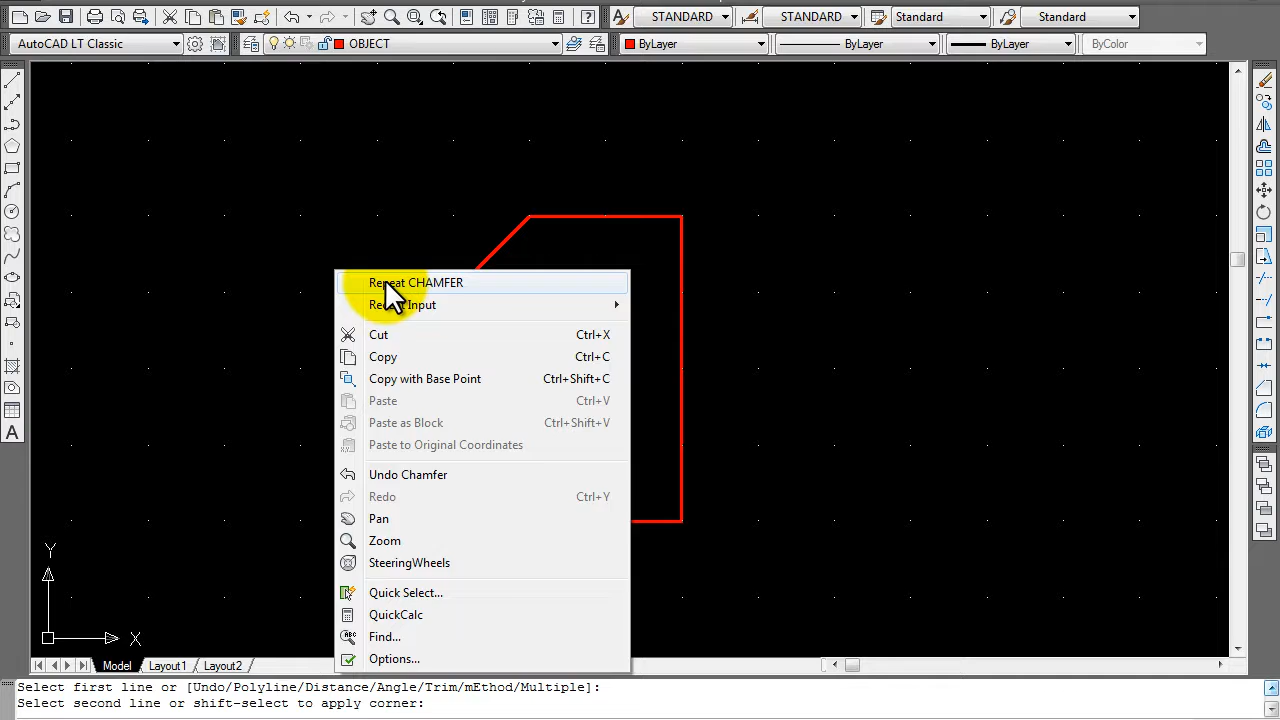 STANDARD
STANDARD
Standard
Standard
AutoCAD LT Classic
OBJECT
ByLayer
ByLayer
ByLayer
ByColor
Repeat CHAMFER
Input
Cut Ctrl+X
Copy Ctrl+C
Copy with Base Point Ctrl+Shift+C
Paste Ctrl+V
Paste as Block Ctrl+Shift+V
Paste to Original Coordinates
Undo Chamfer
Redo Ctrl+Y
Pan
Zoom
SteeringWheels
Quick Select...
QuickCalc
ABC
Find...
Options...
A
A
Y
X
Model Layout1 Layout2
Select first line or [Undo/Polyline/Distance/Angle/Trim/mEthod/Multiple]:
Select second line or shift-select to apply corner: